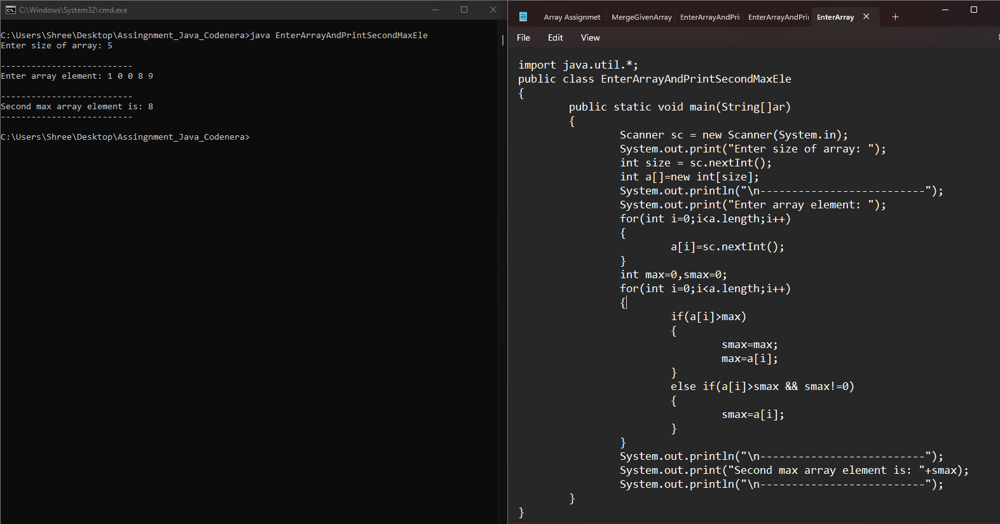 C:\Windows\System32\cmd.exe
C:\Users\Shree\Desktop\Assingnment_Java_Codenera>java EnterArrayAndPrintSecondMaxEle
Enter size of array: 5
--------------------------
Enter array element: 1 0 0 8 9
--------------------------
Second max array element is: 8
--------------------------
C:\Users\Shree\Desktop\Assingnment_Java_Codenera>
Array Assignmet MergeGivenArray EnterArrayAndPri EnterArrayAndPri EnterArray
File Edit View
import java.util.*;
public class EnterArrayAndPrintSecondMaxEle
{
public static void main(String[]ar)
{
Scanner sc = new Scanner(System.in);
System.out.print("Enter size of array: ");
int size = sc.nextInt();
int a[]=new int[size];
System.out.println("\n--------------------------");
System.out.print("Enter array element: ");
for(int i=0;i<a.length;i++)
{
a[i]=sc.nextInt();
}
int max=0,smax=0;
for(int i=0;i<a.length;i++)
{
if(a[i]>max)
{
smax=max;
max=a[i];
}
else if(a[i]>smax && smax!=0)
{
smax=a[i];
}
}
System.out.println("\n--------------------------");
System.out.print("Second max array element is: "+smax);
System.out.println("\n--------------------------");
}
}